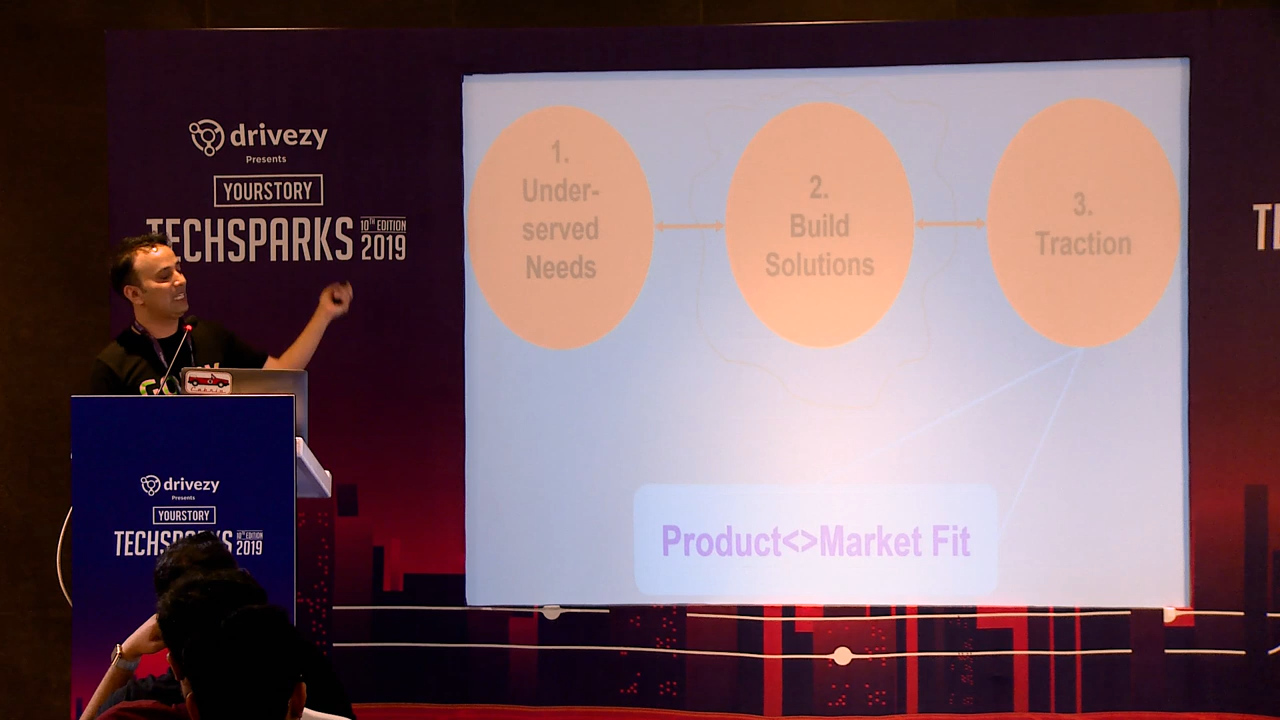 drivezy
Presents
YOURSTORY
TECHSPARKS 10TH EDITION 2019
1.
Under-
served
Needs
2.
Build
Solutions
3.
Traction
Product<>Market Fit
drivezy
Presents
YOURSTORY
10TH EDITION
2019